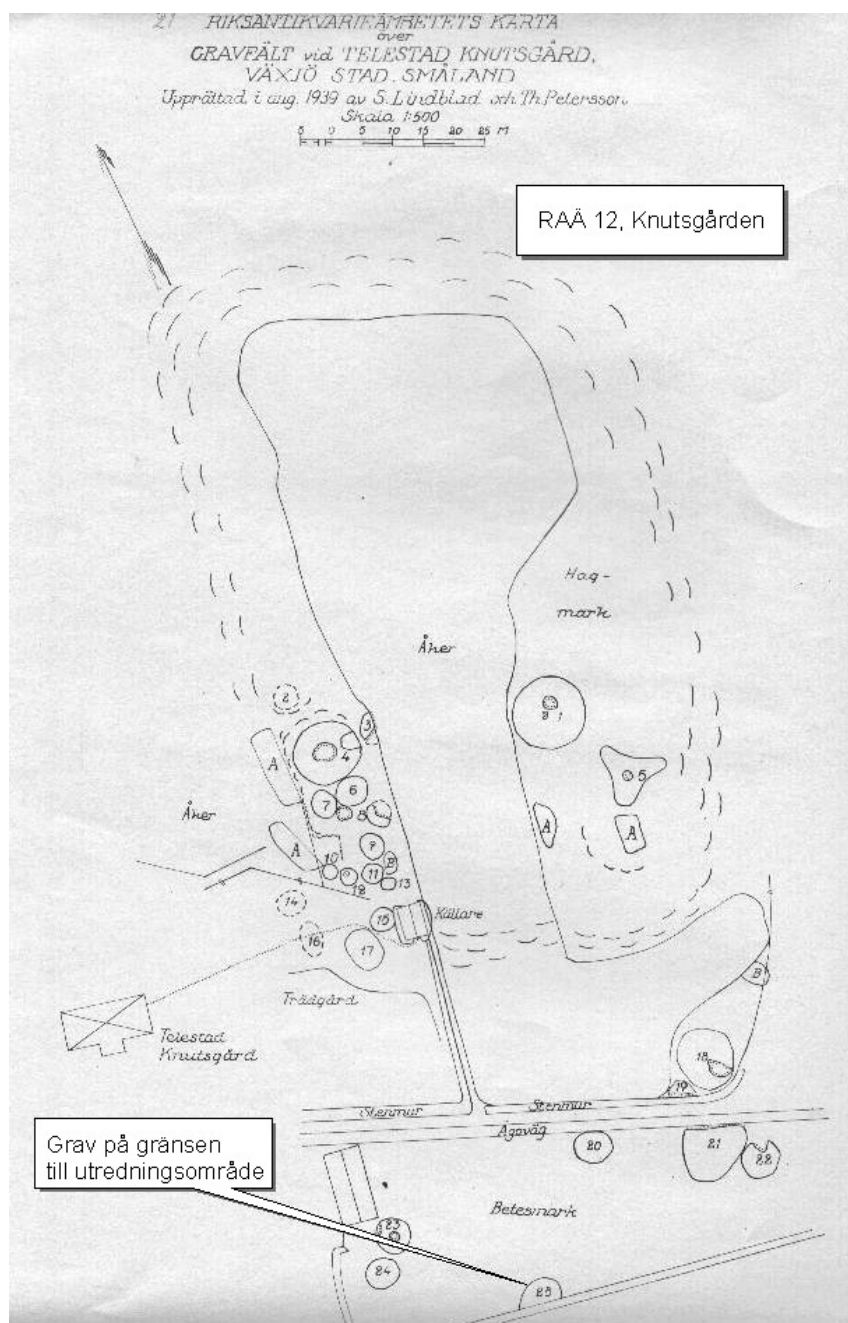 21 RIKSANTIKVARIEÄMBETETS KARTA
över
GRAVFÄLT vid TELESTAD KNUTSGÅRD,
VÄXJÖ STAD. SMÅLAND
Upprättad i aug. 1939 av S. Lindblad och Th. Petersson.
Skala 1:500
5 0 5 10 15 20 25 M
RAÄ 12, Knutsgården
Hag-
mark
Åker
2
3
1
4
A
5
6
7
8
Åker
A
A
9
A
10
B
11
12
13
14
15
Källare
16
17
B
Trädgård
Telestad
Knutsgård
18
19
Stenmur
Stenmur
Ägoväg
20
21
22
Grav på gränsen
till utredningsområde
Betesmark
23
24
25